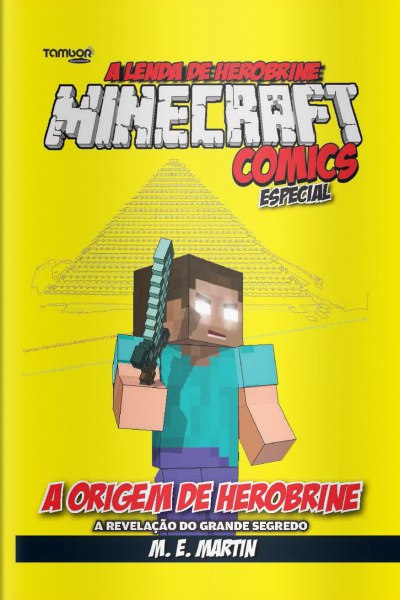 TAMBOR
A LENDA DE HEROBRINE
MINECRAFT
COMICS
ESPECIAL
A ORIGEM DE HEROBRINE
A REVELAÇÃO DO GRANDE SEGREDO
M. E. MARTIN